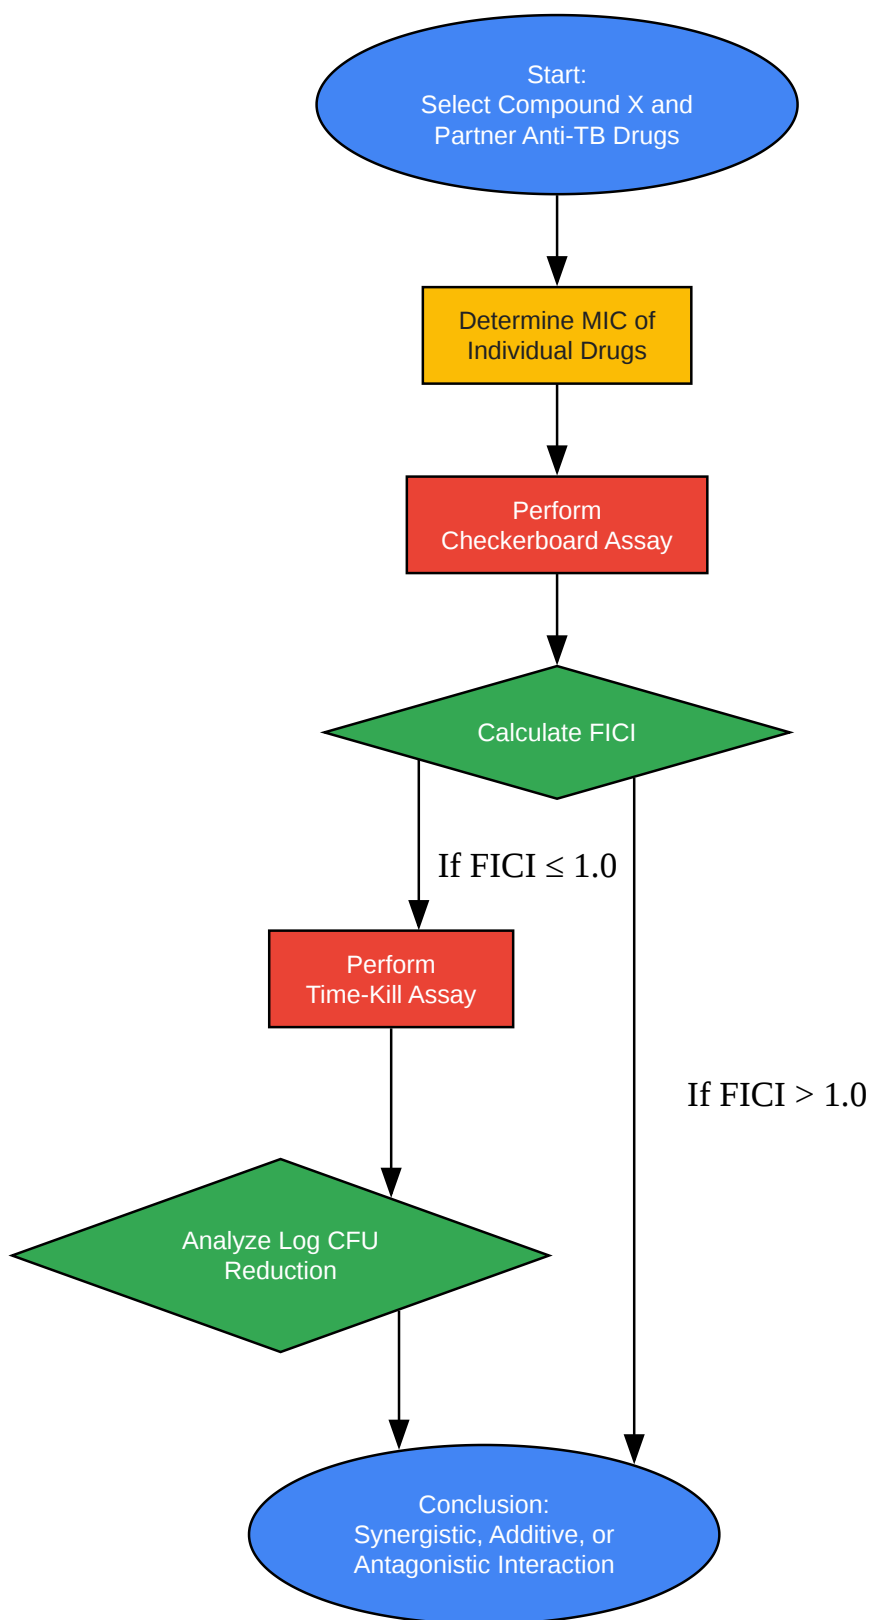 Start:
Select Compound X and
Partner Anti-TB Drugs
Determine MIC of
Individual Drugs
Perform
Checkerboard Assay
Calculate FICI
If FICI ≤ 1.0
Perform
Time-Kill Assay
If FICI > 1.0
Analyze Log CFU
Reduction
Conclusion:
Synergistic, Additive, or
Antagonistic Interaction